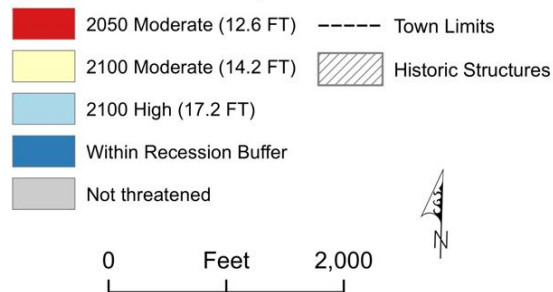 2050 Moderate (12.6 FT)
2100 Moderate (14.2 FT)
2100 High (17.2 FT)
Within Recession Buffer
Not threatened
Town Limits
Historic Structures
N
0 Feet 2,000